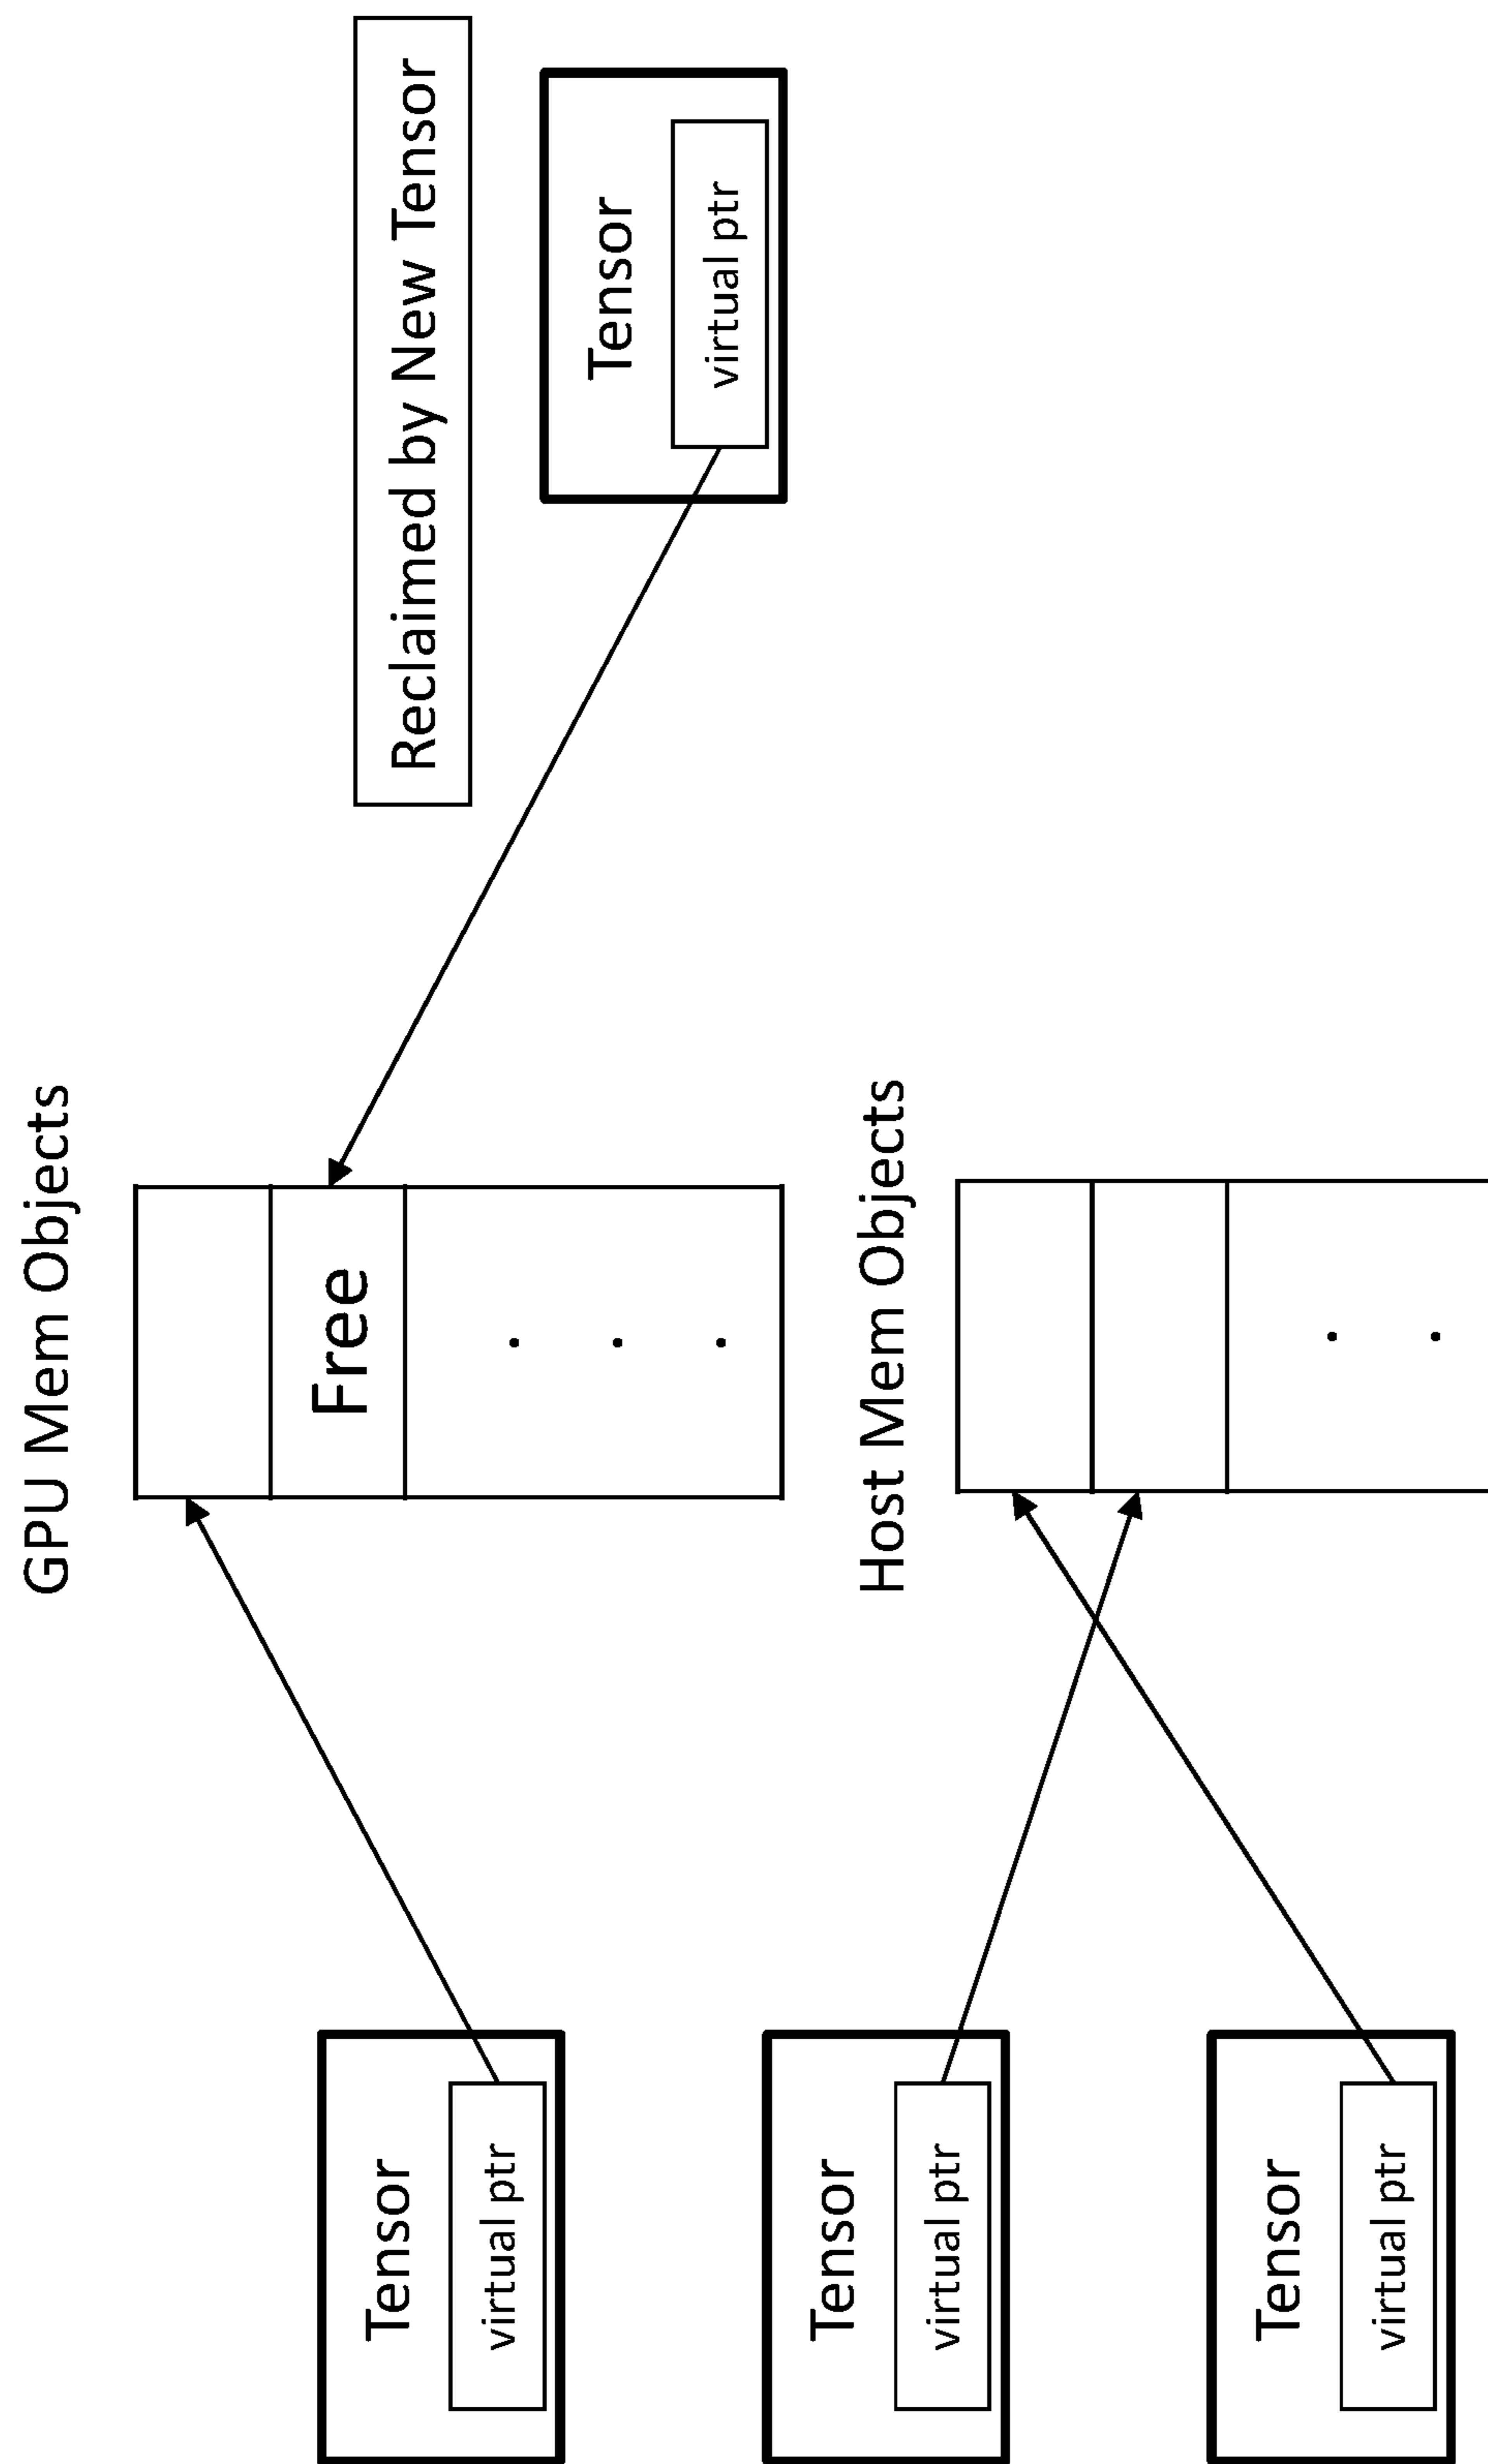 GPU Mem Objects
Reclaimed by New Tensor
Tensor
virtual ptr
Free
Tensor
virtual ptr
Tensor
virtual ptr
Host Mem Objects
Tensor
virtual ptr